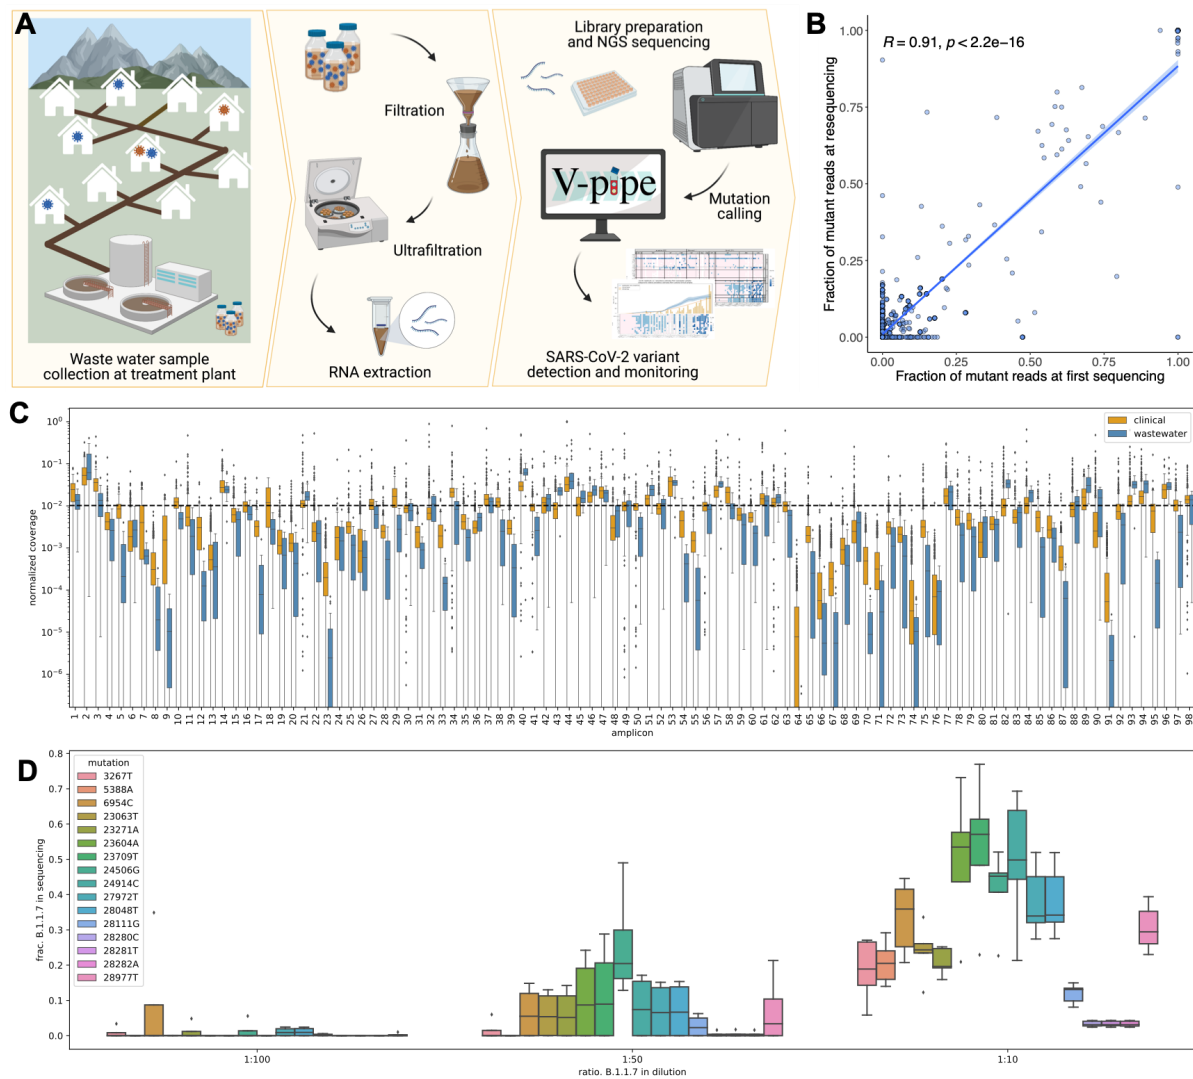 A
Waste water sample
collection at treatment plant
Filtration
Ultrafiltration
RNA extraction
Library preparation
and NGS sequencing
V-pipe
Mutation
calling
SARS-CoV-2 variant
detection and monitoring
B
R = 0.91, p < 2.2e−16
Fraction of mutant reads at resequencing
1.00
0.75
0.50
0.25
0.00
0.00 0.25 0.50 0.75 1.00
Fraction of mutant reads at first sequencing
C
clinical
wastewater
normalized coverage
10⁰
10⁻¹
10⁻²
10⁻³
10⁻⁴
10⁻⁵
10⁻⁶
1 2 3 4 5 6 7 8 9 10 11 12 13 14 15 16 17 18 19 20 21 22 23 24 25 26 27 28 29 30 31 32 33 34 35 36 37 38 39 40 41 42 43 44 45 46 47 48 49 50 51 52 53 54 55 56 57 58 59 60 61 62 63 64 65 66 67 68 69 70 71 72 73 74 75 76 77 78 79 80 81 82 83 84 85 86 87 88 89 90 91 92 93 94 95 96 97 98
amplicon
D
mutation
3267T
5388A
6954C
23063T
23271A
23604A
23709T
24506G
24914C
27972T
28048T
28111G
28280C
28281T
28282A
28977T
frac. B.1.1.7 in sequencing
0.8
0.7
0.6
0.5
0.4
0.3
0.2
0.1
0.0
1:100 1:50 1:10
ratio. B.1.1.7 in dilution